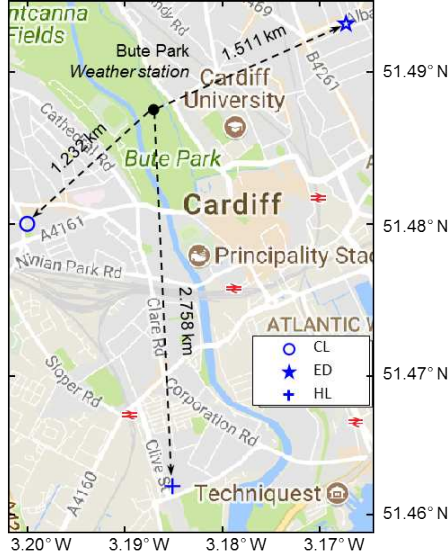 ntcanna
Fields
469
Alba
Bute Park
Weather station
1.511 km
B4261
51.49° N
Cardiff
University
Cathedral Rd
1.232 km
Bute Park
Cardiff
A4161
51.48° N
Ninian Park Rd
Principality Stad
Clare Rd
2.758 km
ATLANTIC W
CL
ED
HL
51.47° N
Sloper Rd
Corporation Rd
Clive St
A4160
Techniquest
51.46° N
3.20°W
3.19°W
3.18°W
3.17°W